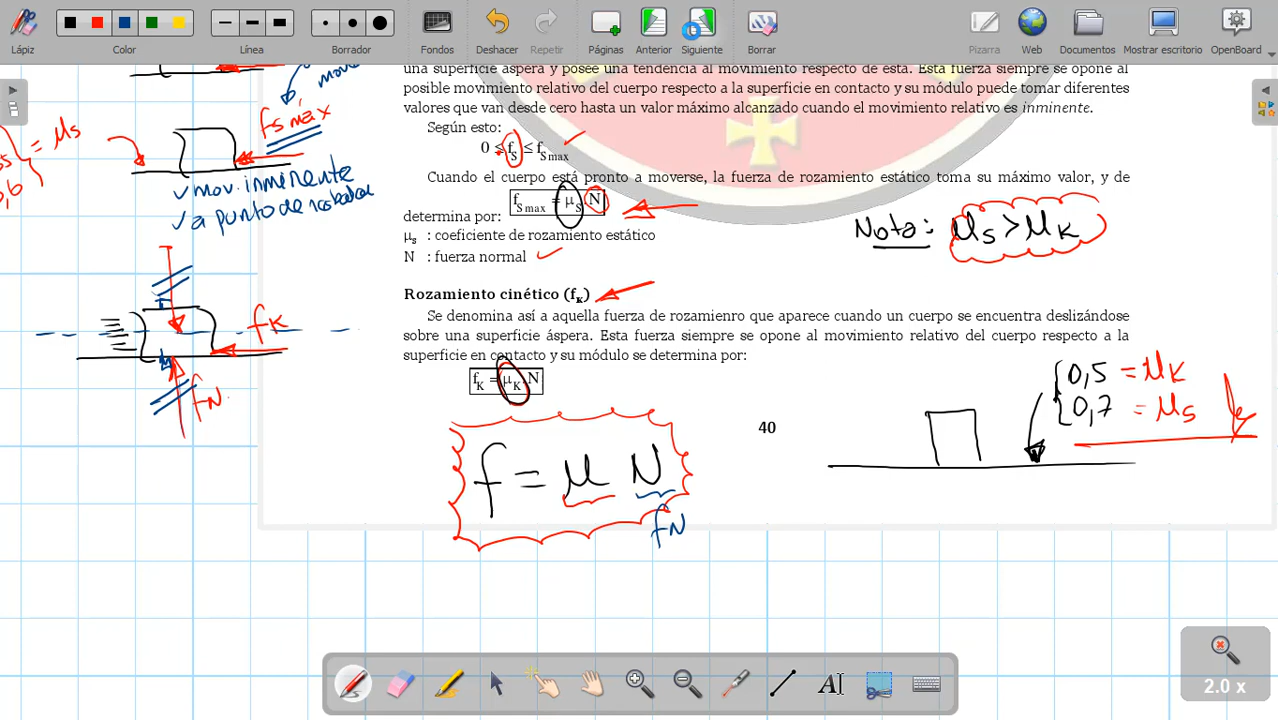 Lápiz
Color
Línea
Borrador
Fondos
Deshacer
Repetir
Páginas
Anterior
Siguiente
Borrar
Pizarra
Web
Documentos
Mostrar escritorio
OpenBoard
una superficie áspera y posee una tendencia al movimiento respecto de esta. Esta fuerza siempre se opone al
posible movimiento relativo del cuerpo respecto a la superficie en contacto y su módulo puede tomar diferentes
valores que van desde cero hasta un valor máximo alcanzado cuando el movimiento relativo es inminente.
Según esto:
0 ≤ fS ≤ fSmax
Cuando el cuerpo está pronto a moverse, la fuerza de rozamiento estático toma su máximo valor, y de
determina por: fSmax = μS.N
μs : coeficiente de rozamiento estático
N : fuerza normal
Rozamiento cinético (fK)
Se denomina así a aquella fuerza de rozamienro que aparece cuando un cuerpo se encuentra deslizándose
sobre una superficie áspera. Esta fuerza siempre se opone al movimiento relativo del cuerpo respecto a la
superficie en contacto y su módulo se determina por:
fK = μK.N
40
fs máx
= μs
✓ mov. inminente
✓ a punto de resbalar
fK
fN
Nota: μs > μK
0,5 = μK
0,7 = μs
f = μ N
fN
2.0 x